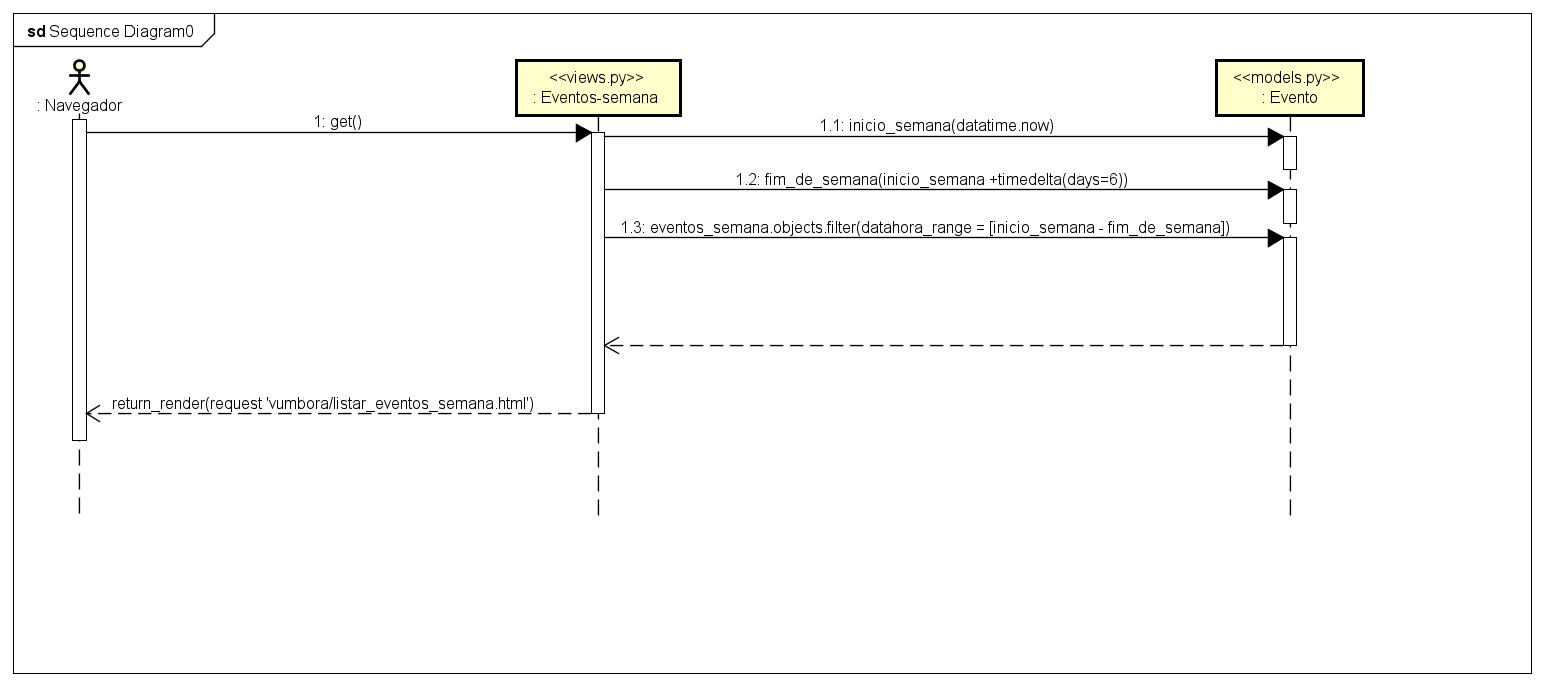 sd Sequence Diagram0
: Navegador
<<views.py>>
: Eventos-semana
<<models.py>>
: Evento
1: get()
1.1: inicio_semana(datatime.now)
1.2: fim_de_semana(inicio_semana +timedelta(days=6))
1.3: eventos_semana.objects.filter(datahora_range = [inicio_semana - fim_de_semana])
return_render(request 'vumbora/listar_eventos_semana.html')